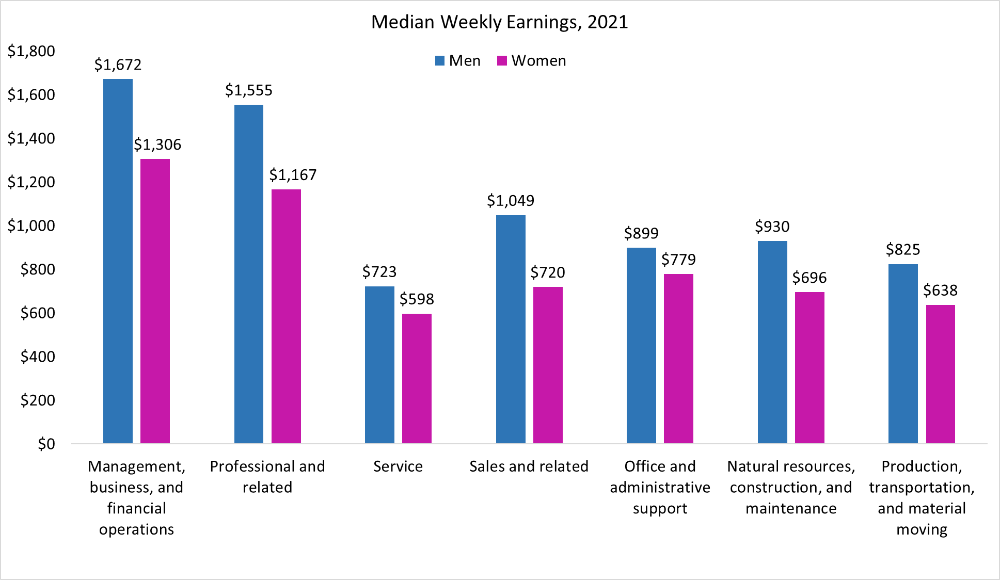 Median Weekly Earnings, 2021
Men
Women
$1,800
$1,600
$1,400
$1,200
$1,000
$800
$600
$400
$200
$0
$1,672
$1,306
$1,555
$1,167
$723
$598
$1,049
$720
$899
$779
$930
$696
$825
$638
Management,
business, and
financial
operations
Professional and
related
Service
Sales and related
Office and
administrative
support
Natural resources,
construction, and
maintenance
Production,
transportation,
and material
moving